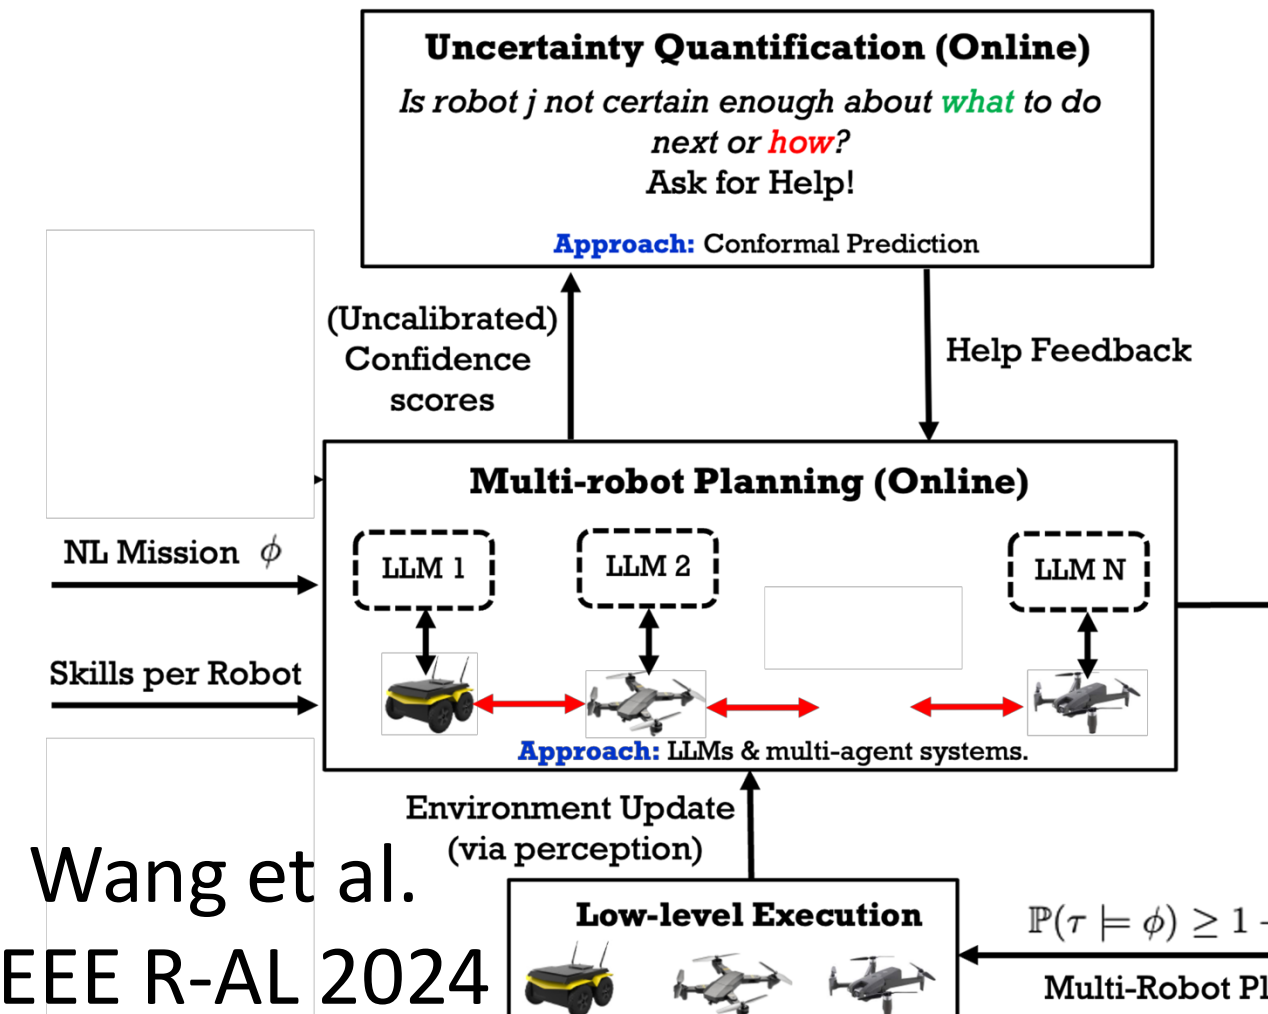 Uncertainty Quantification (Online)
Is robot j not certain enough about what to do
next or how?
Ask for Help!
Approach: Conformal Prediction
(Uncalibrated)
Confidence
scores
Help Feedback
Multi-robot Planning (Online)
NL Mission ϕ
LLM 1
LLM 2
LLM N
Skills per Robot
Approach: LLMs & multi-agent systems.
Environment Update
(via perception)
Wang et al.
EEE R-AL 2024
Low-level Execution
ℙ(τ ⊨ ϕ) ≥ 1 -
Multi-Robot Pl